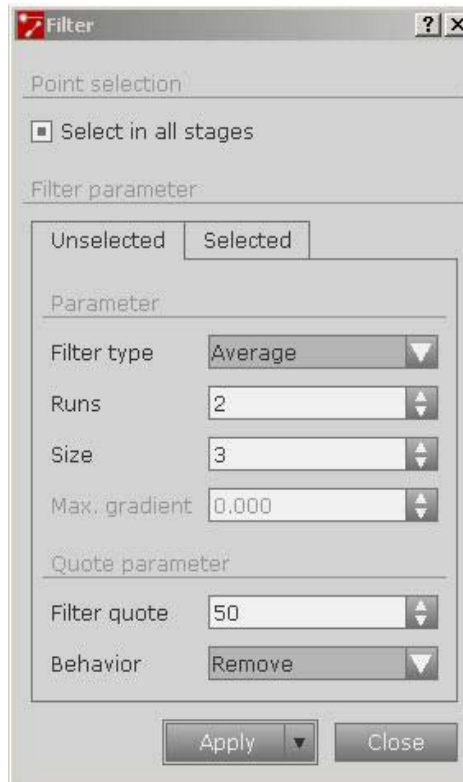 Filter ? X
Point selection
Select in all stages
Filter parameter
Unselected Selected
Parameter
Filter type Average
Runs 2
Size 3
Max. gradient 0.000
Quote parameter
Filter quote 50
Behavior Remove
Apply Close